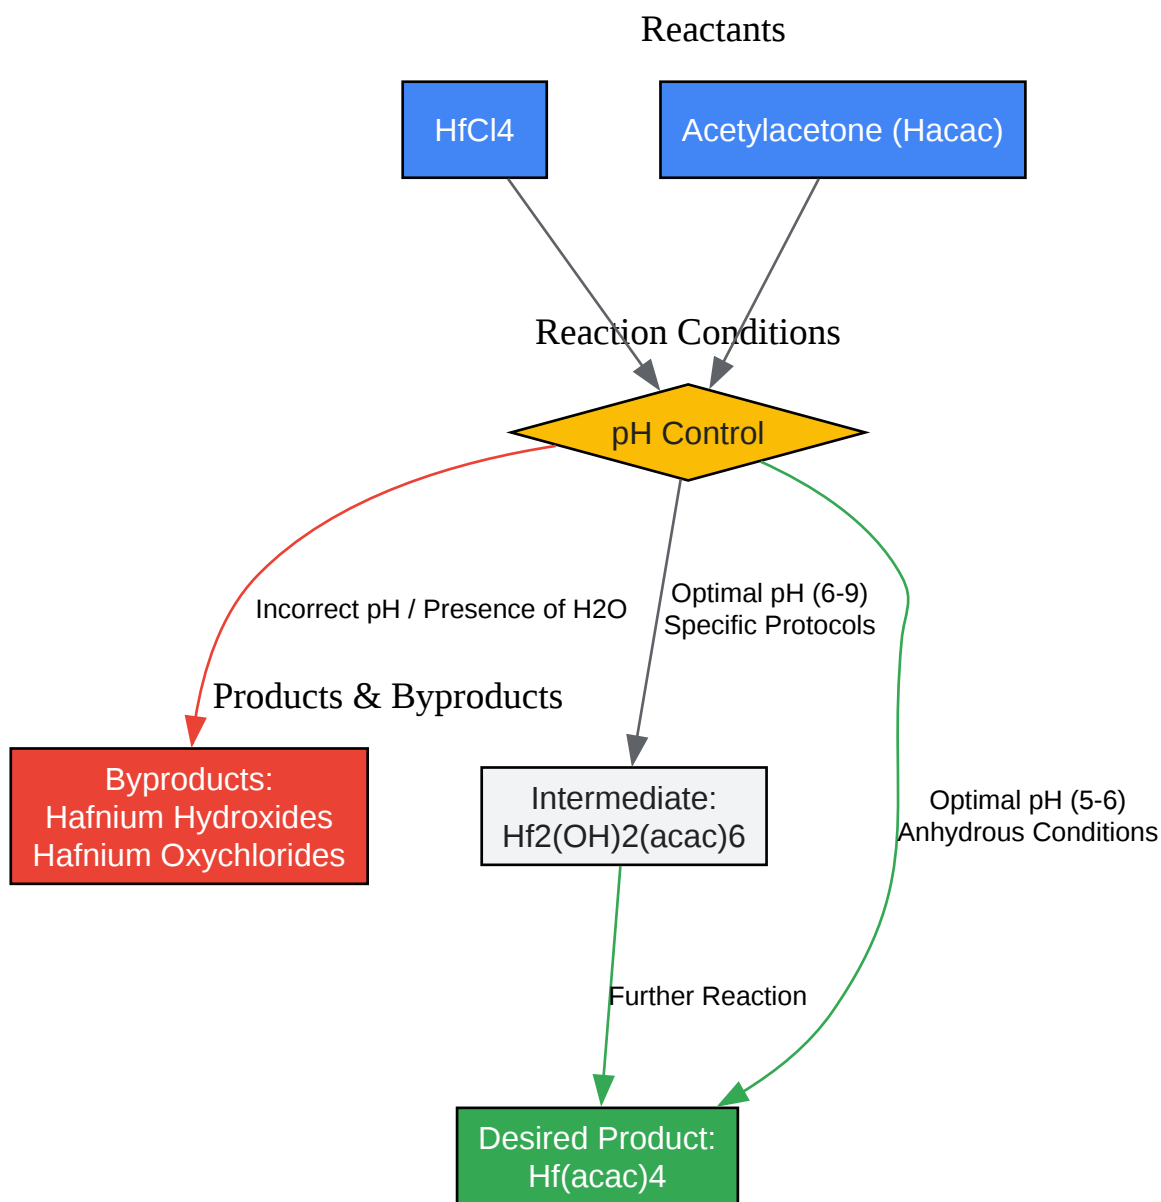 Reactants
HfCl4
Acetylacetone (Hacac)
Reaction Conditions
pH Control
Optimal pH (6-9)
Specific Protocols
Incorrect pH / Presence of H2O
Products & Byproducts
Byproducts:
Hafnium Hydroxides
Hafnium Oxychlorides
Intermediate:
Hf2(OH)2(acac)6
Optimal pH (5-6)
Anhydrous Conditions
Further Reaction
Desired Product:
Hf(acac)4